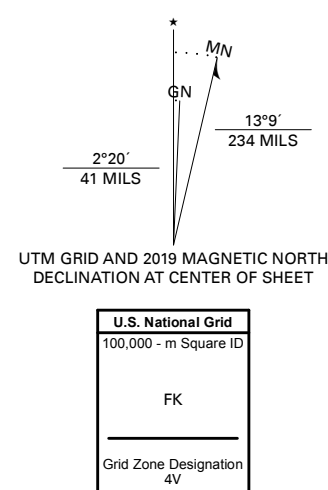 ★
MN
GN
13°9´
234 MILS
2°20´
41 MILS
UTM GRID AND 2019 MAGNETIC NORTH
DECLINATION AT CENTER OF SHEET
U.S. National Grid
100,000 - m Square ID
FK
Grid Zone Designation
4V